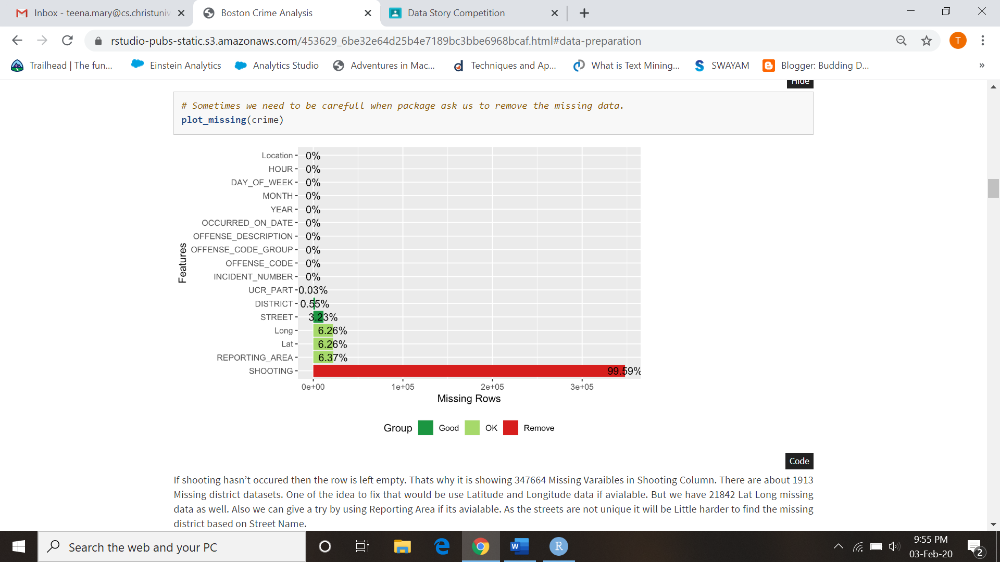 Inbox - teena.mary@cs.christuniv
Boston Crime Analysis
Data Story Competition
rstudio-pubs-static.s3.amazonaws.com/453629_6be32e64d25b4e7189bc3bbe6968bcaf.html#data-preparation
T
Trailhead | The fun...
Einstein Analytics
Analytics Studio
Adventures in Mac...
Techniques and Ap...
What is Text Mining...
SWAYAM
Blogger: Budding D...
»
Hide
# Sometimes we need to be carefull when package ask us to remove the missing data.
plot_missing(crime)
Features
Location 0%
HOUR 0%
DAY_OF_WEEK 0%
MONTH 0%
YEAR 0%
OCCURRED_ON_DATE 0%
OFFENSE_DESCRIPTION 0%
OFFENSE_CODE_GROUP 0%
OFFENSE_CODE 0%
INCIDENT_NUMBER 0%
UCR_PART 0.03%
DISTRICT 0.55%
STREET 3.23%
Long 6.26%
Lat 6.26%
REPORTING_AREA 6.37%
SHOOTING 99.59%
0e+00 1e+05 2e+05 3e+05
Missing Rows
Group Good OK Remove
Code
If shooting hasn't occured then the row is left empty. Thats why it is showing 347664 Missing Varaibles in Shooting Column. There are about 1913
Missing district datasets. One of the idea to fix that would be use Latitude and Longitude data if avialable. But we have 21842 Lat Long missing
data as well. Also we can give a try by using Reporting Area if its avialable. As the streets are not unique it will be Little harder to find the missing
district based on Street Name.
Search the web and your PC
W
R
9:55 PM
03-Feb-20
2